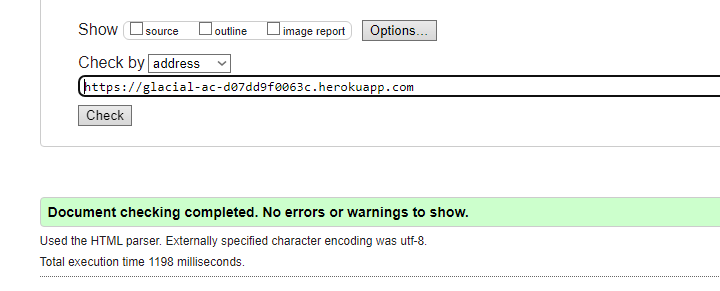 Show source outline image report Options...
Check by address
https://glacial-ac-d07dd9f0063c.herokuapp.com
Check
Document checking completed. No errors or warnings to show.
Used the HTML parser. Externally specified character encoding was utf-8.
Total execution time 1198 milliseconds.